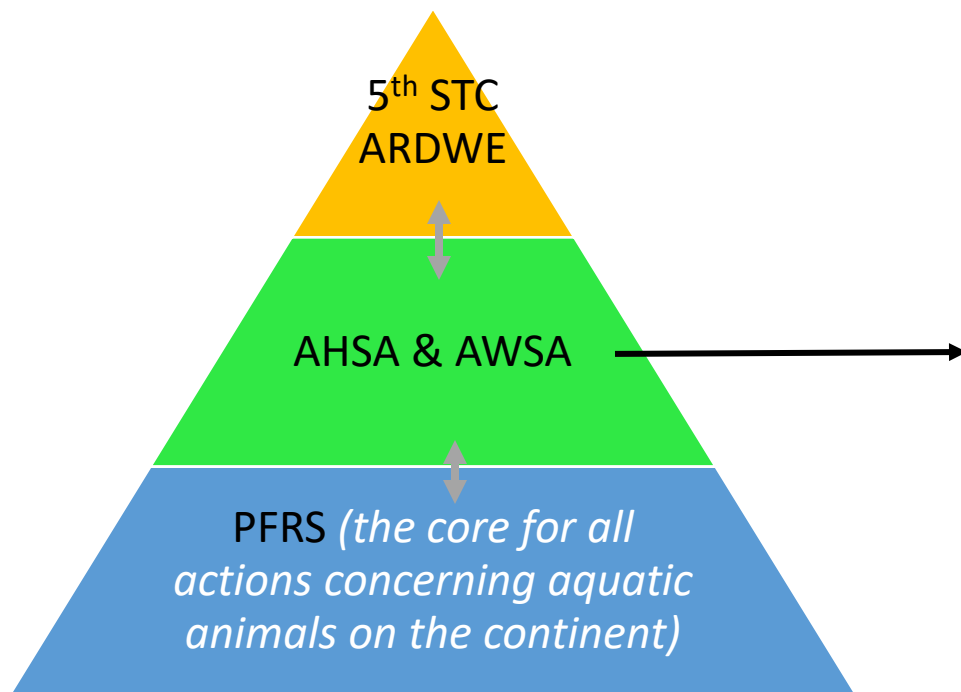 5th STC
ARDWE
AHSA & AWSA
PFRS (the core for all
actions concerning aquatic
animals on the continent)